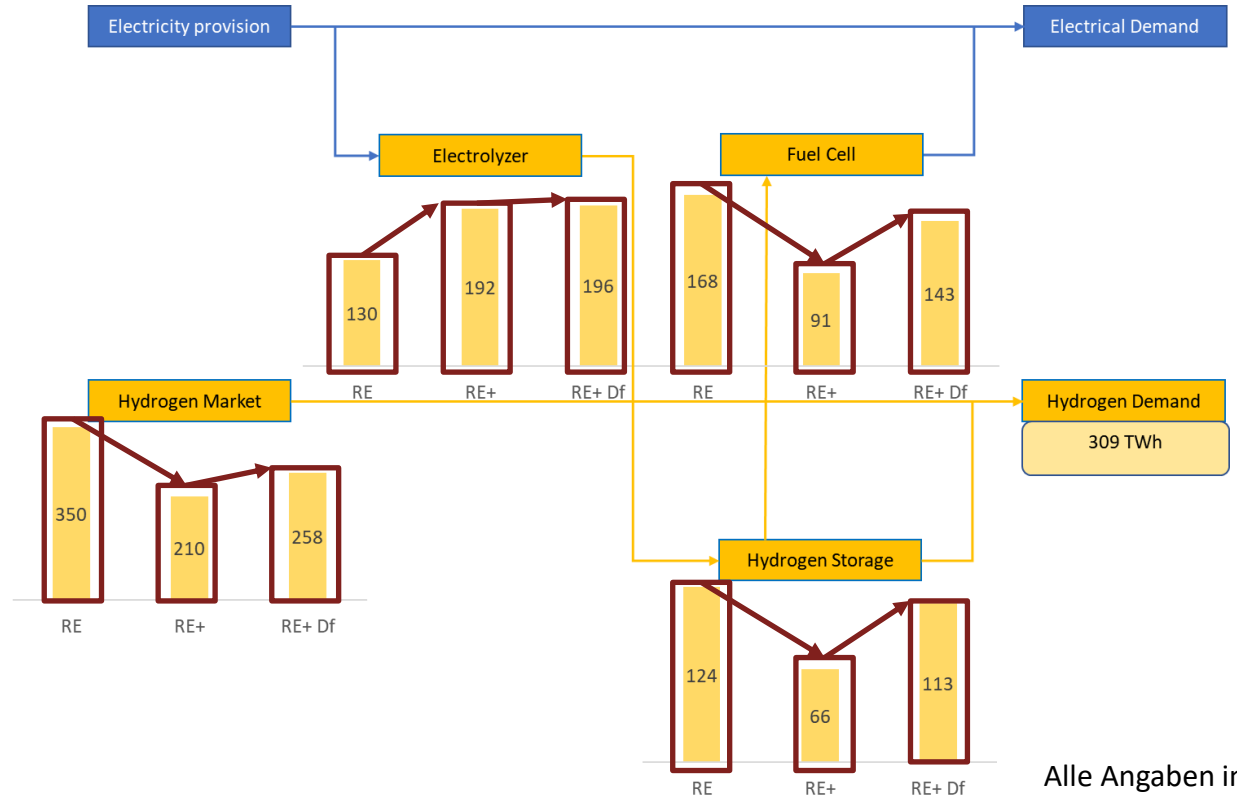 Electricity provision
Electrical Demand
Electrolyzer
Fuel Cell
130
192
196
RE
RE+
RE+ Df
168
91
143
RE
RE+
RE+ Df
Hydrogen Market
350
210
258
RE
RE+
RE+ Df
Hydrogen Demand
309 TWh
Hydrogen Storage
124
66
113
RE
RE+
RE+ Df
Alle Angaben